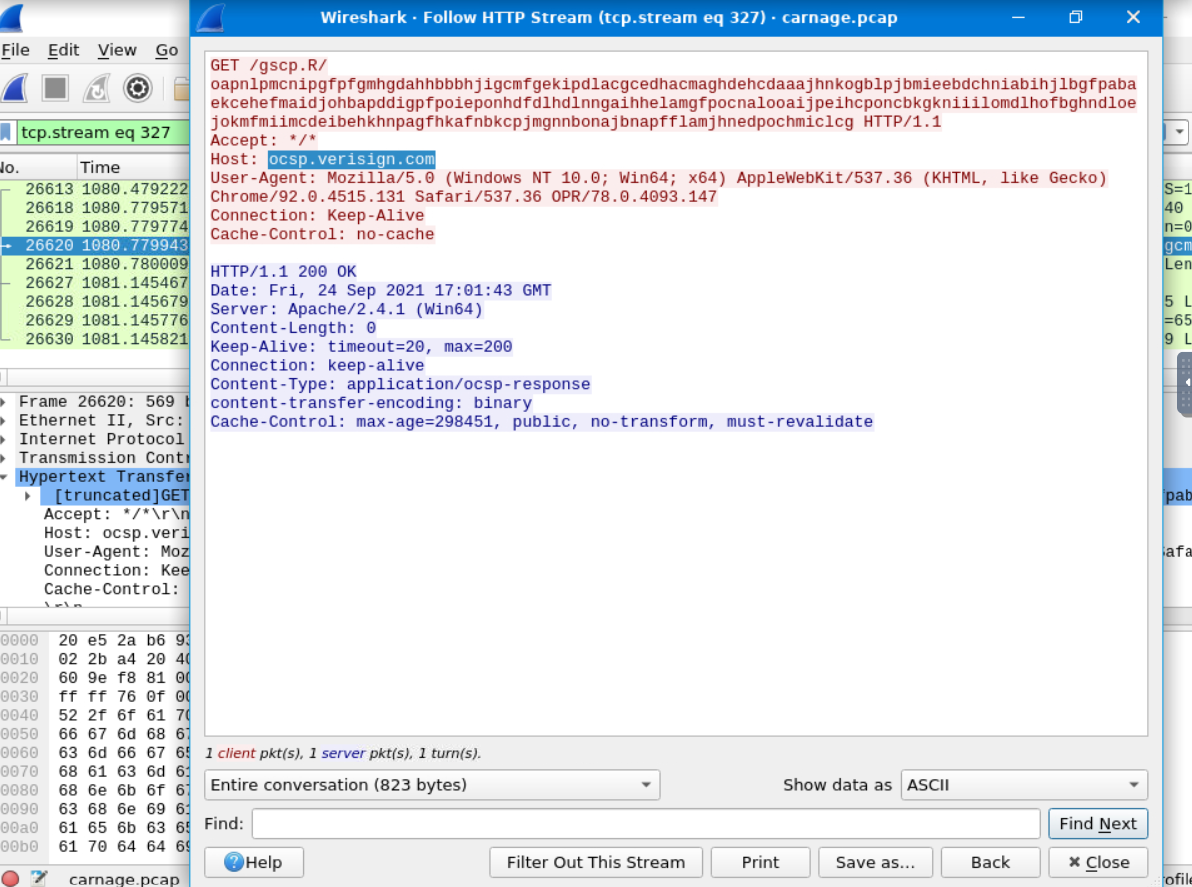 Wireshark · Follow HTTP Stream (tcp.stream eq 327) · carnage.pcap
File Edit View Go
tcp.stream eq 327
No. Time
26613 1080.479222
26618 1080.779571
26619 1080.779774
26620 1080.779943
26621 1080.780009
26627 1081.145467
26628 1081.145679
26629 1081.145776
26630 1081.145821
GET /gscp.R/
oapnlpmcnipgfpfgmhgdahhbbbhjigcmfgekipdlacgcedhacmaghdehcdaaajhnkogblpjbmieebdchniabihjlbgfpaba
ekcehefmaidjohbapddigpfpoieponhdfdlhdlnngaihhelamgfpocnalooaijpeihcponcbkgkniiilomdlhofbghndloe
jokmfmiimcdeibehkhnpagfhkafnbkcpjmgnnbonajbnapfflamjhnedpochmiclcg HTTP/1.1
Accept: */*
Host: ocsp.verisign.com
User-Agent: Mozilla/5.0 (Windows NT 10.0; Win64; x64) AppleWebKit/537.36 (KHTML, like Gecko)
Chrome/92.0.4515.131 Safari/537.36 OPR/78.0.4093.147
Connection: Keep-Alive
Cache-Control: no-cache
HTTP/1.1 200 OK
Date: Fri, 24 Sep 2021 17:01:43 GMT
Server: Apache/2.4.1 (Win64)
Content-Length: 0
Keep-Alive: timeout=20, max=200
Connection: keep-alive
Content-Type: application/ocsp-response
content-transfer-encoding: binary
Cache-Control: max-age=298451, public, no-transform, must-revalidate
Frame 26620: 569 b
Ethernet II, Src:
Internet Protocol
Transmission Contr
Hypertext Transfer
[truncated]GET
Accept: */*\r\n
Host: ocsp.veri
User-Agent: Moz
Connection: Kee
Cache-Control:
\r\n
0000 20 e5 2a b6 93
0010 02 2b a4 20 40
0020 60 9e f8 81 00
0030 ff ff 76 0f 00
0040 52 2f 6f 61 70
0050 66 67 6d 68 67
0060 63 6d 66 67 65
0070 68 61 63 6d 61
0080 68 6e 6b 6f 67
0090 63 68 6e 69 61
00a0 61 65 6b 63 65
00b0 61 70 64 64 69
1 client pkt(s), 1 server pkt(s), 1 turn(s).
Entire conversation (823 bytes) Show data as ASCII
Find: Find Next
Help Filter Out This Stream Print Save as... Back Close
carnage.pcap